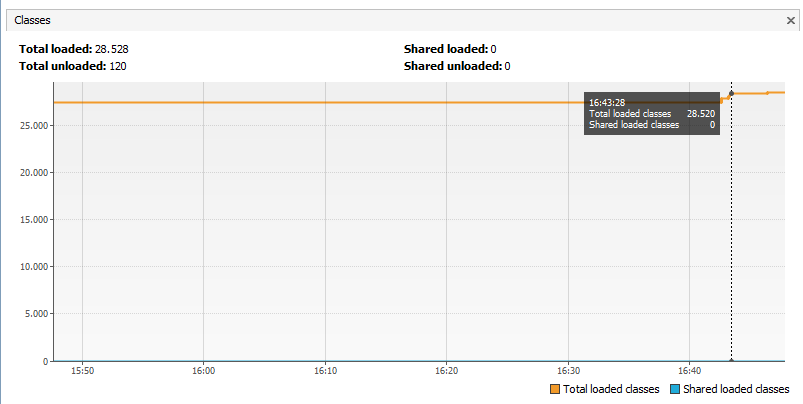 Classes
Total loaded: 28.528
Shared loaded: 0
Total unloaded: 120
Shared unloaded: 0
16:43:28
Total loaded classes 28.520
Shared loaded classes 0
25.000
20.000
15.000
10.000
5.000
0
15:50 16:00 16:10 16:20 16:30 16:40
Total loaded classes Shared loaded classes